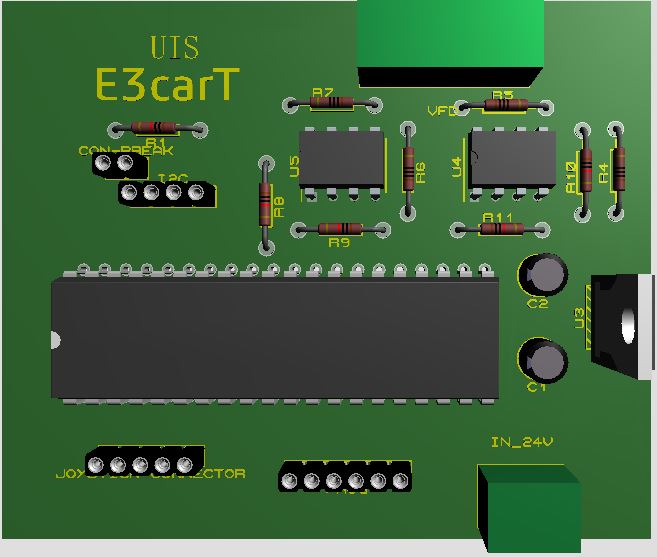 UIS
E3carT
R7
R5
VFD
R1
CON-BREAK
I2C
U5
R6
U4
R10
R4
R8
R9
R11
C2
U3
C1
IN_24V
CONNECTOR